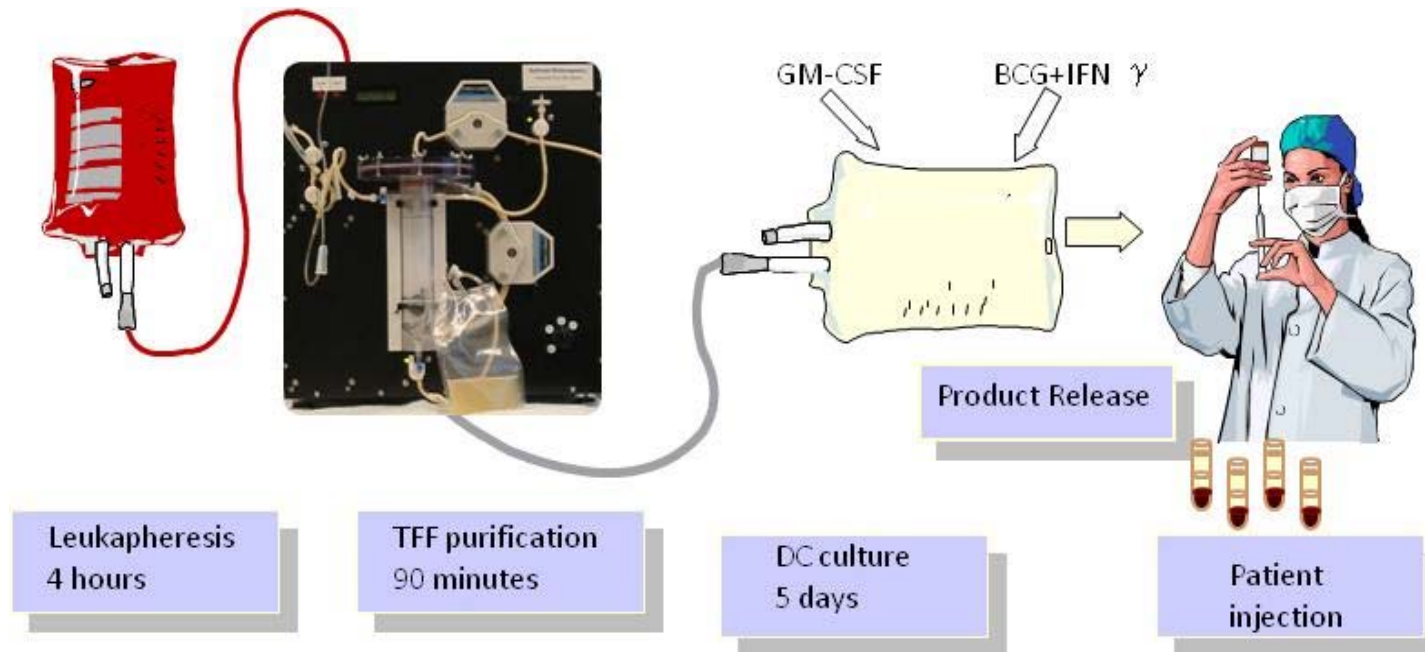 GM-CSF
BCG+IFN γ
Product Release
Leukapheresis
4 hours
TFF purification
90 minutes
DC culture
5 days
Patient
injection